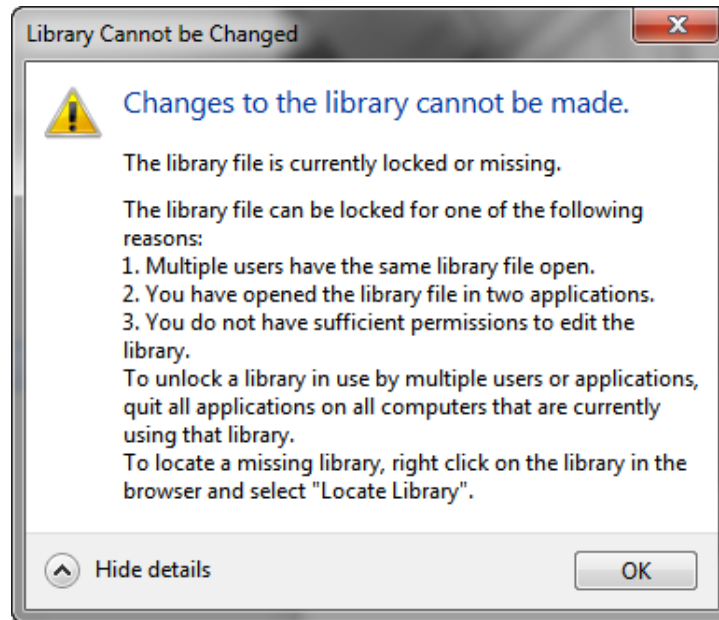 Library Cannot be Changed
Changes to the library cannot be made.
The library file is currently locked or missing.
The library file can be locked for one of the following
reasons:
1. Multiple users have the same library file open.
2. You have opened the library file in two applications.
3. You do not have sufficient permissions to edit the
library.
To unlock a library in use by multiple users or applications,
quit all applications on all computers that are currently
using that library.
To locate a missing library, right click on the library in the
browser and select "Locate Library".
Hide details
OK